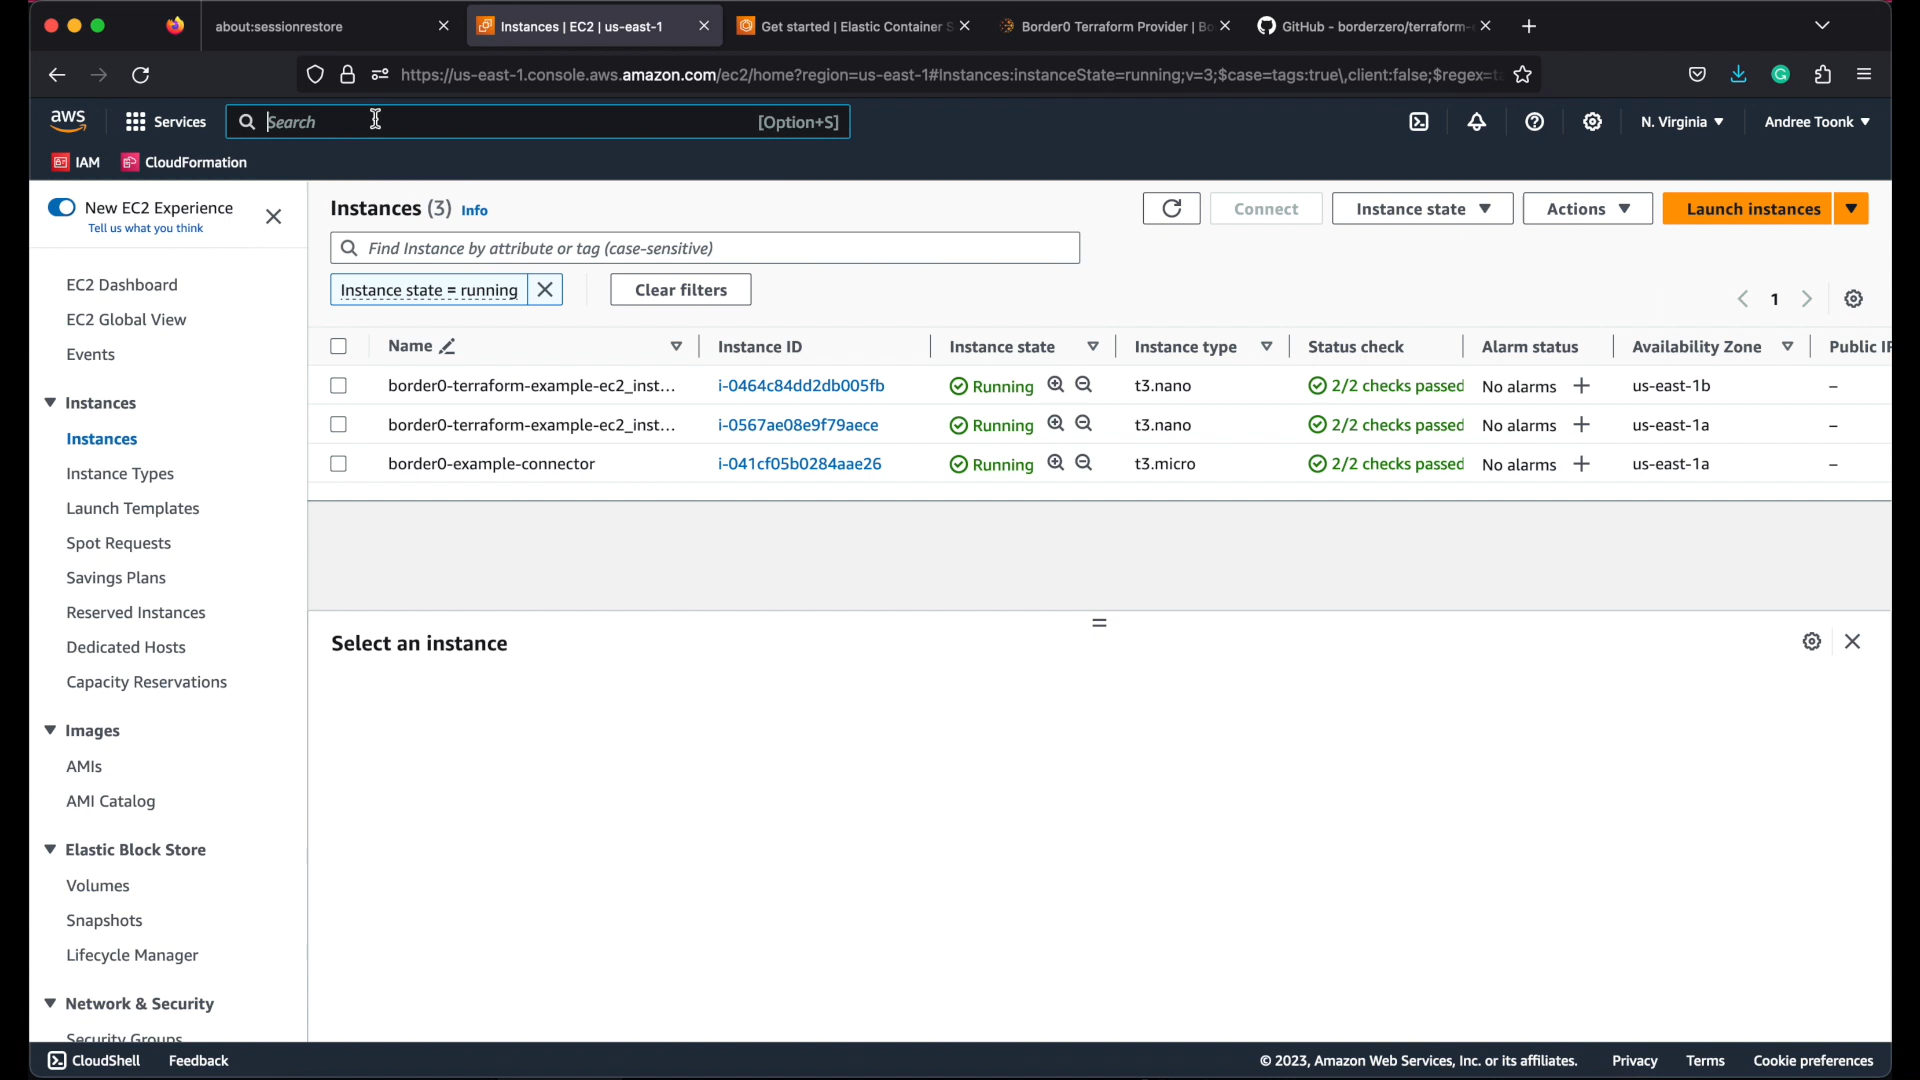 about:sessionrestore
Instances | EC2 | us-east-1
Get started | Elastic Container S
Border0 Terraform Provider | Bo
GitHub - borderzero/terraform-
https://us-east-1.console.aws.amazon.com/ec2/home?region=us-east-1#Instances:instanceState=running;v=3;$case=tags:true\,client:false;$regex=ta
aws
Services
Search
[Option+S]
N. Virginia
Andree Toonk
IAM
CloudFormation
New EC2 Experience
Tell us what you think
EC2 Dashboard
EC2 Global View
Events
Instances
Instances
Instance Types
Launch Templates
Spot Requests
Savings Plans
Reserved Instances
Dedicated Hosts
Capacity Reservations
Images
AMIs
AMI Catalog
Elastic Block Store
Volumes
Snapshots
Lifecycle Manager
Network & Security
Security Groups
Instances (3) Info
Connect
Instance state
Actions
Launch instances
Find Instance by attribute or tag (case-sensitive)
Instance state = running
Clear filters
1
Name Instance ID Instance state Instance type Status check Alarm status Availability Zone Public IP
border0-terraform-example-ec2_inst... i-0464c84dd2db005fb Running t3.nano 2/2 checks passed No alarms us-east-1b –
border0-terraform-example-ec2_inst... i-0567ae08e9f79aece Running t3.nano 2/2 checks passed No alarms us-east-1a –
border0-example-connector i-041cf05b0284aae26 Running t3.micro 2/2 checks passed No alarms us-east-1a –
Select an instance
CloudShell
Feedback
© 2023, Amazon Web Services, Inc. or its affiliates.
Privacy
Terms
Cookie preferences